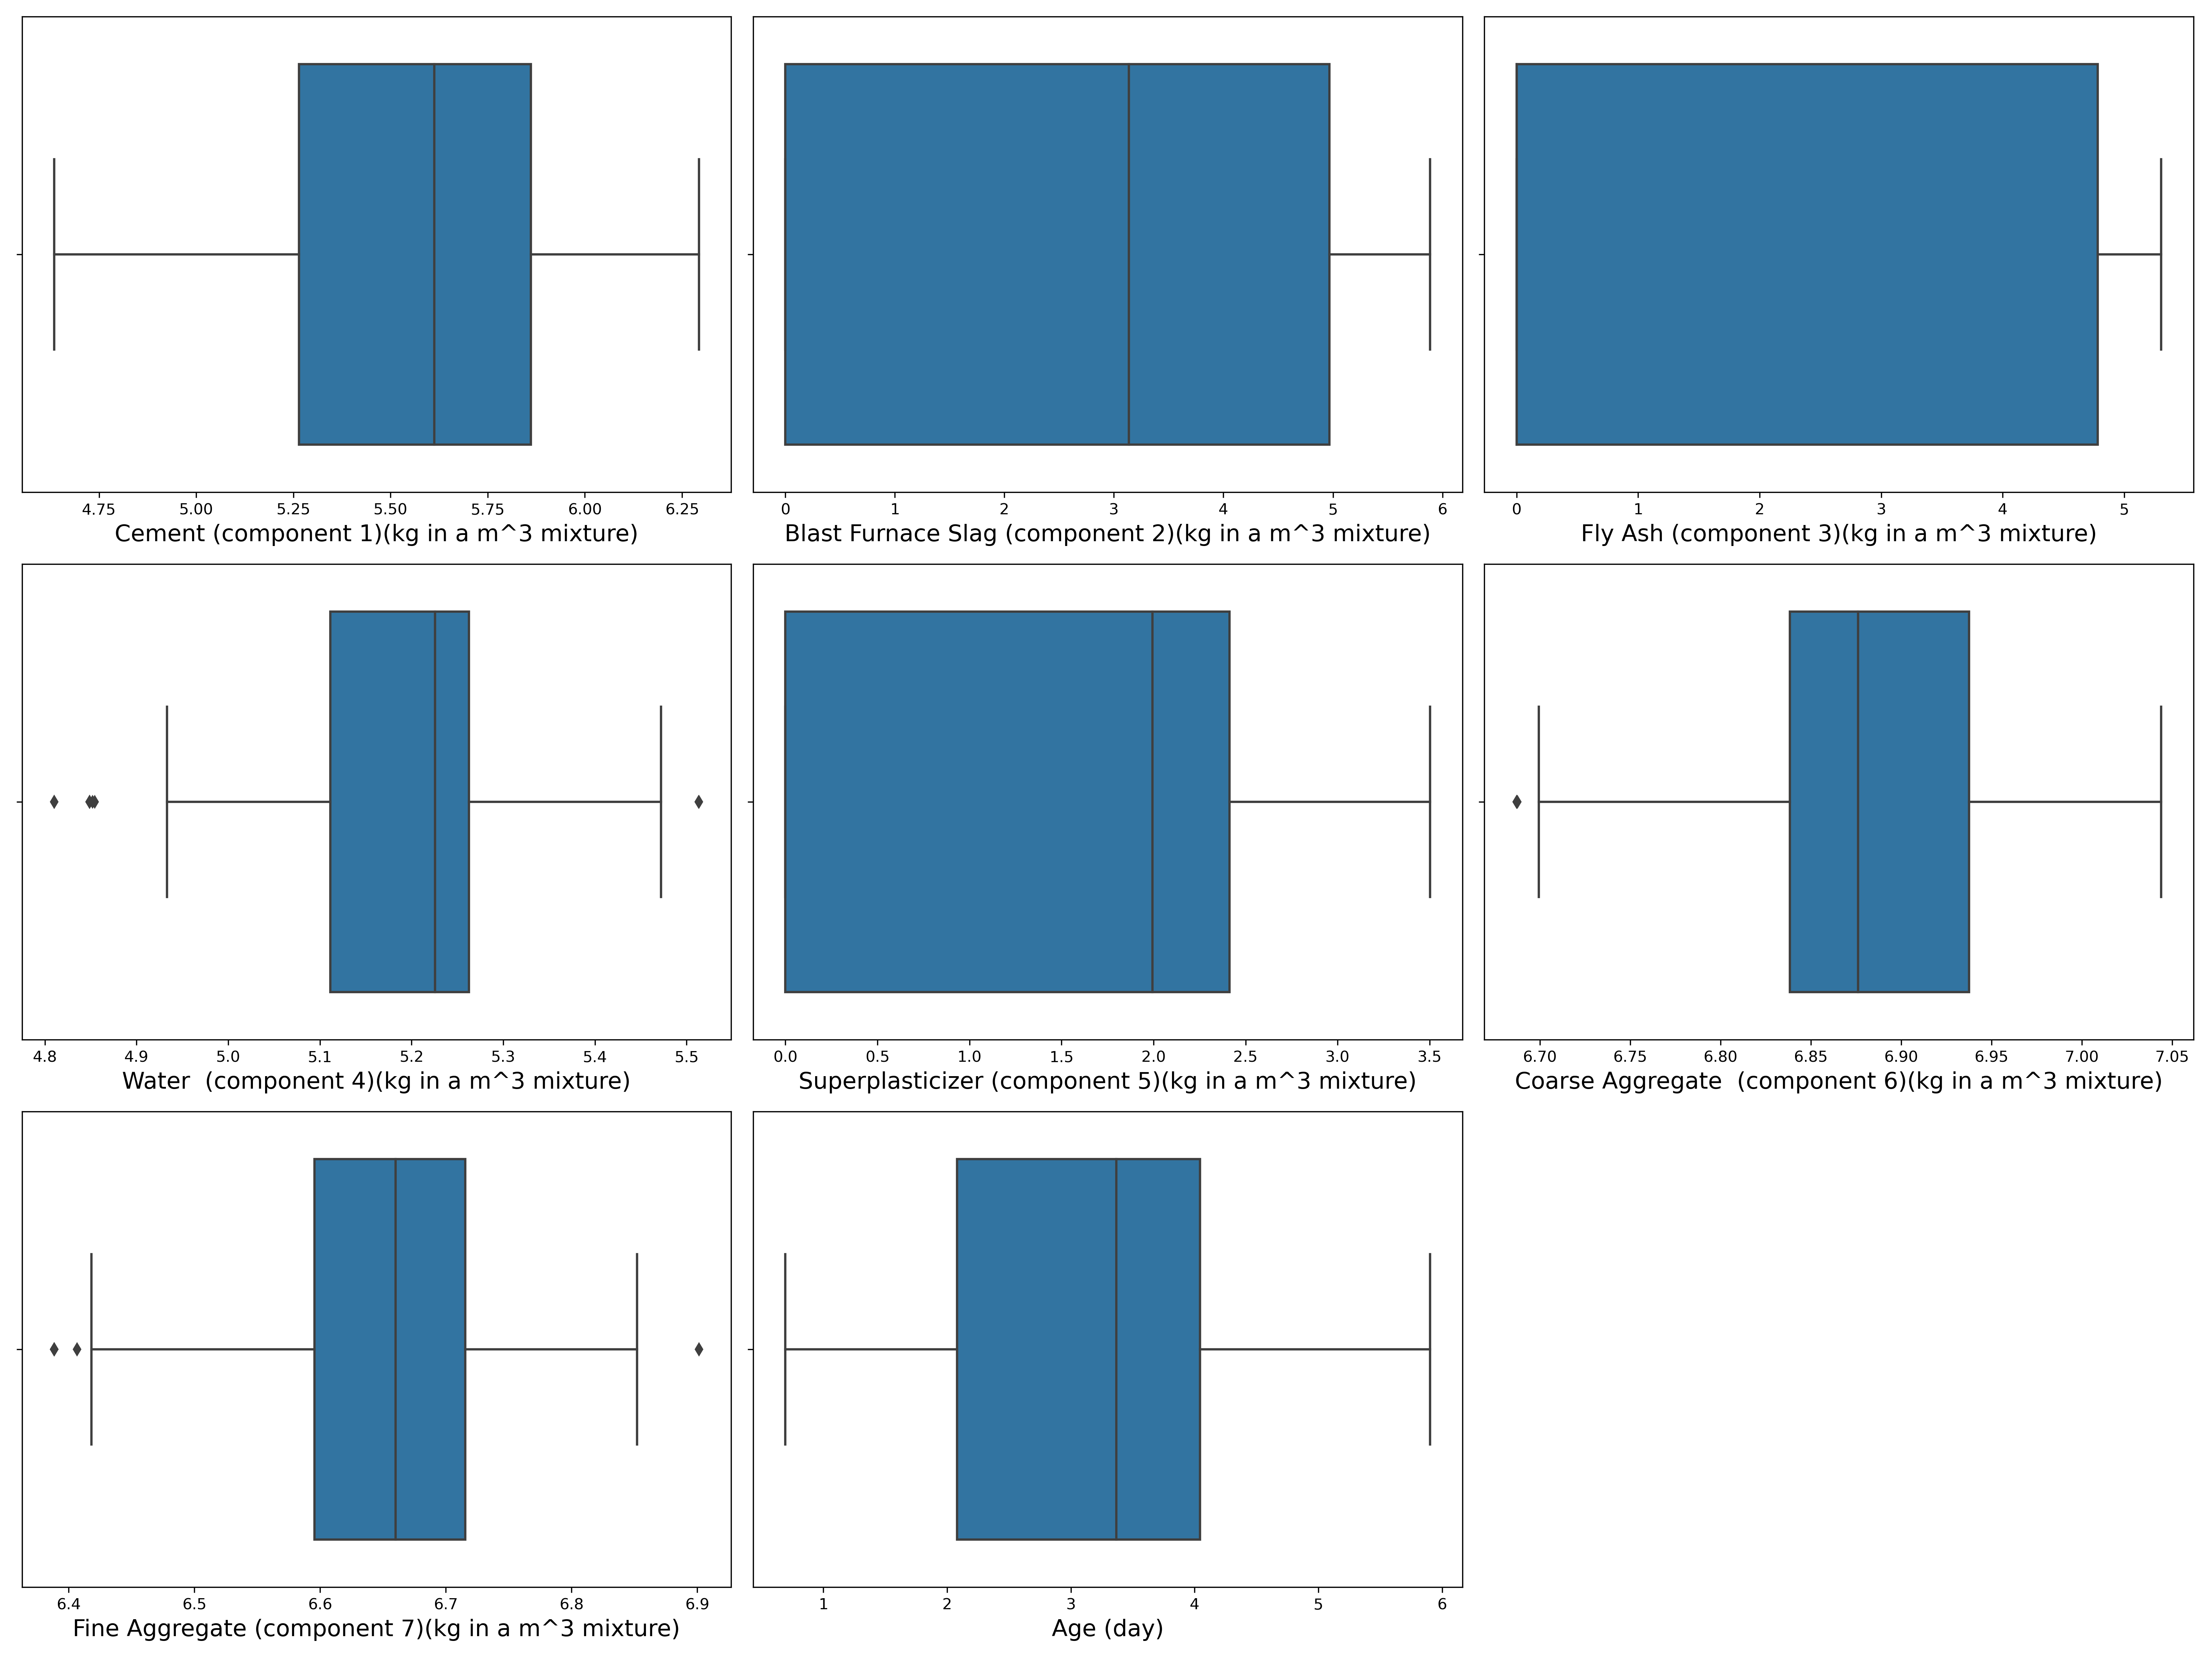 4.75 5.00 5.25 5.50 5.75 6.00 6.25
Cement (component 1)(kg in a m^3 mixture)
0 1 2 3 4 5 6
Blast Furnace Slag (component 2)(kg in a m^3 mixture)
0 1 2 3 4 5
Fly Ash (component 3)(kg in a m^3 mixture)
4.8 4.9 5.0 5.1 5.2 5.3 5.4 5.5
Water  (component 4)(kg in a m^3 mixture)
0.0 0.5 1.0 1.5 2.0 2.5 3.0 3.5
Superplasticizer (component 5)(kg in a m^3 mixture)
6.70 6.75 6.80 6.85 6.90 6.95 7.00 7.05
Coarse Aggregate  (component 6)(kg in a m^3 mixture)
6.4 6.5 6.6 6.7 6.8 6.9
Fine Aggregate (component 7)(kg in a m^3 mixture)
1 2 3 4 5 6
Age (day)